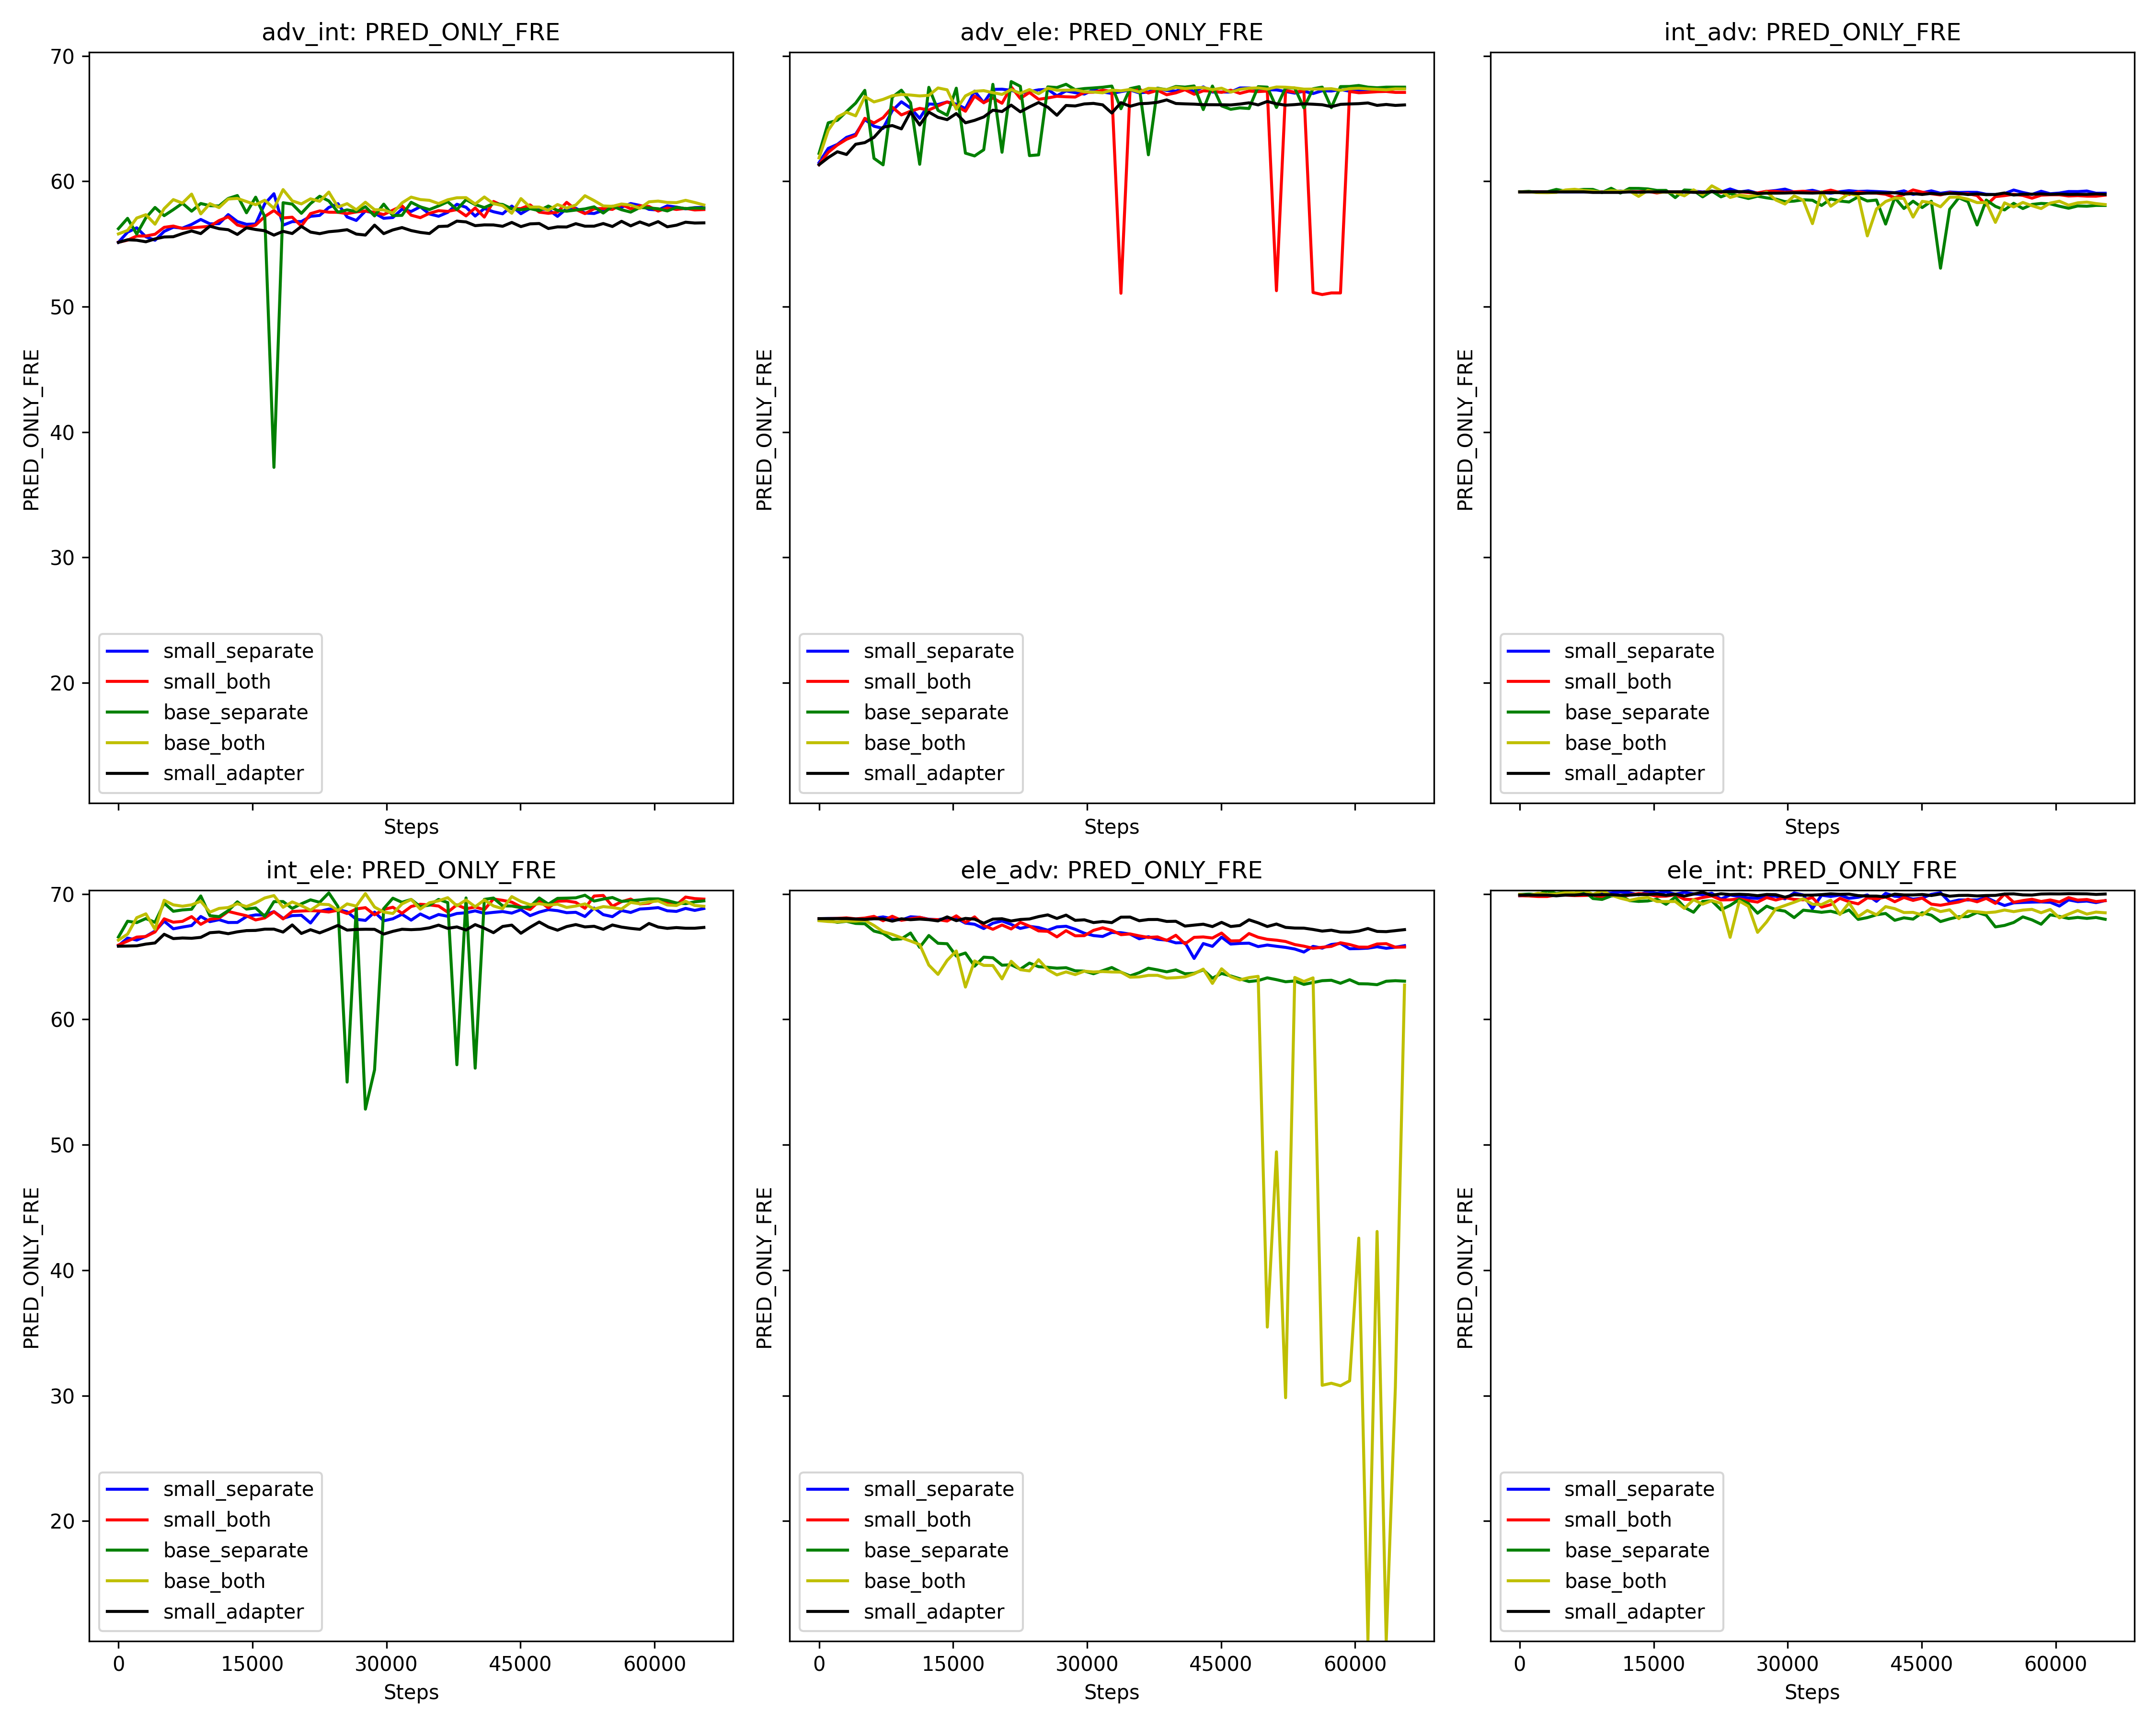 adv_int: PRED_ONLY_FRE
PRED_ONLY_FRE
70
60
50
40
30
20
small_separate
small_both
base_separate
base_both
small_adapter
Steps
adv_ele: PRED_ONLY_FRE
PRED_ONLY_FRE
small_separate
small_both
base_separate
base_both
small_adapter
Steps
int_adv: PRED_ONLY_FRE
PRED_ONLY_FRE
small_separate
small_both
base_separate
base_both
small_adapter
Steps
int_ele: PRED_ONLY_FRE
PRED_ONLY_FRE
70
60
50
40
30
20
small_separate
small_both
base_separate
base_both
small_adapter
0 15000 30000 45000 60000
Steps
ele_adv: PRED_ONLY_FRE
PRED_ONLY_FRE
small_separate
small_both
base_separate
base_both
small_adapter
0 15000 30000 45000 60000
Steps
ele_int: PRED_ONLY_FRE
PRED_ONLY_FRE
small_separate
small_both
base_separate
base_both
small_adapter
0 15000 30000 45000 60000
Steps